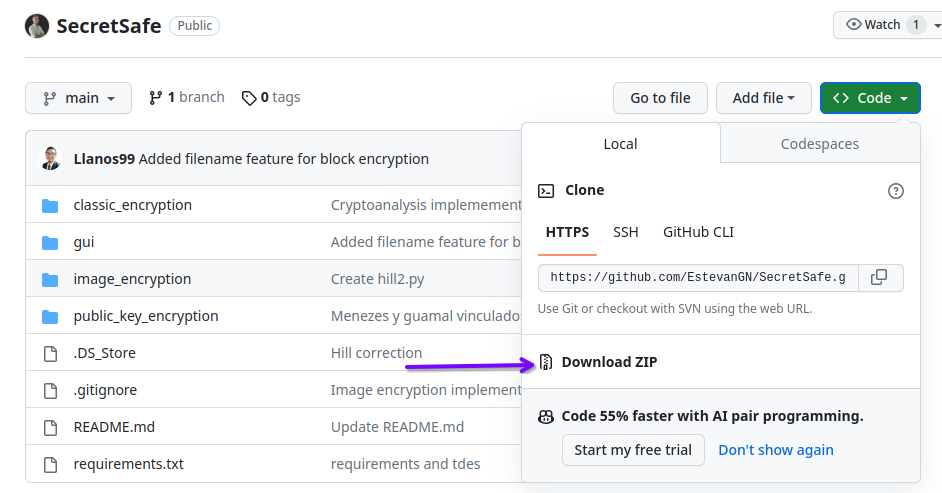 SecretSafe Public
Watch 1
main 1 branch 0 tags
Go to file Add file Code
Local Codespaces
Llanos99 Added filename feature for block encryption
Clone
classic_encryption Cryptoanalysis implemement
HTTPS SSH GitHub CLI
gui Added filename feature for b
https://github.com/EstevanGN/SecretSafe.g
image_encryption Create hill2.py
Use Git or checkout with SVN using the web URL.
public_key_encryption Menezes y guamal vinculado
.DS_Store Hill correction
Download ZIP
.gitignore Image encryption implement
Code 55% faster with AI pair programming.
README.md Update README.md
Start my free trial Don't show again
requirements.txt requirements and tdes